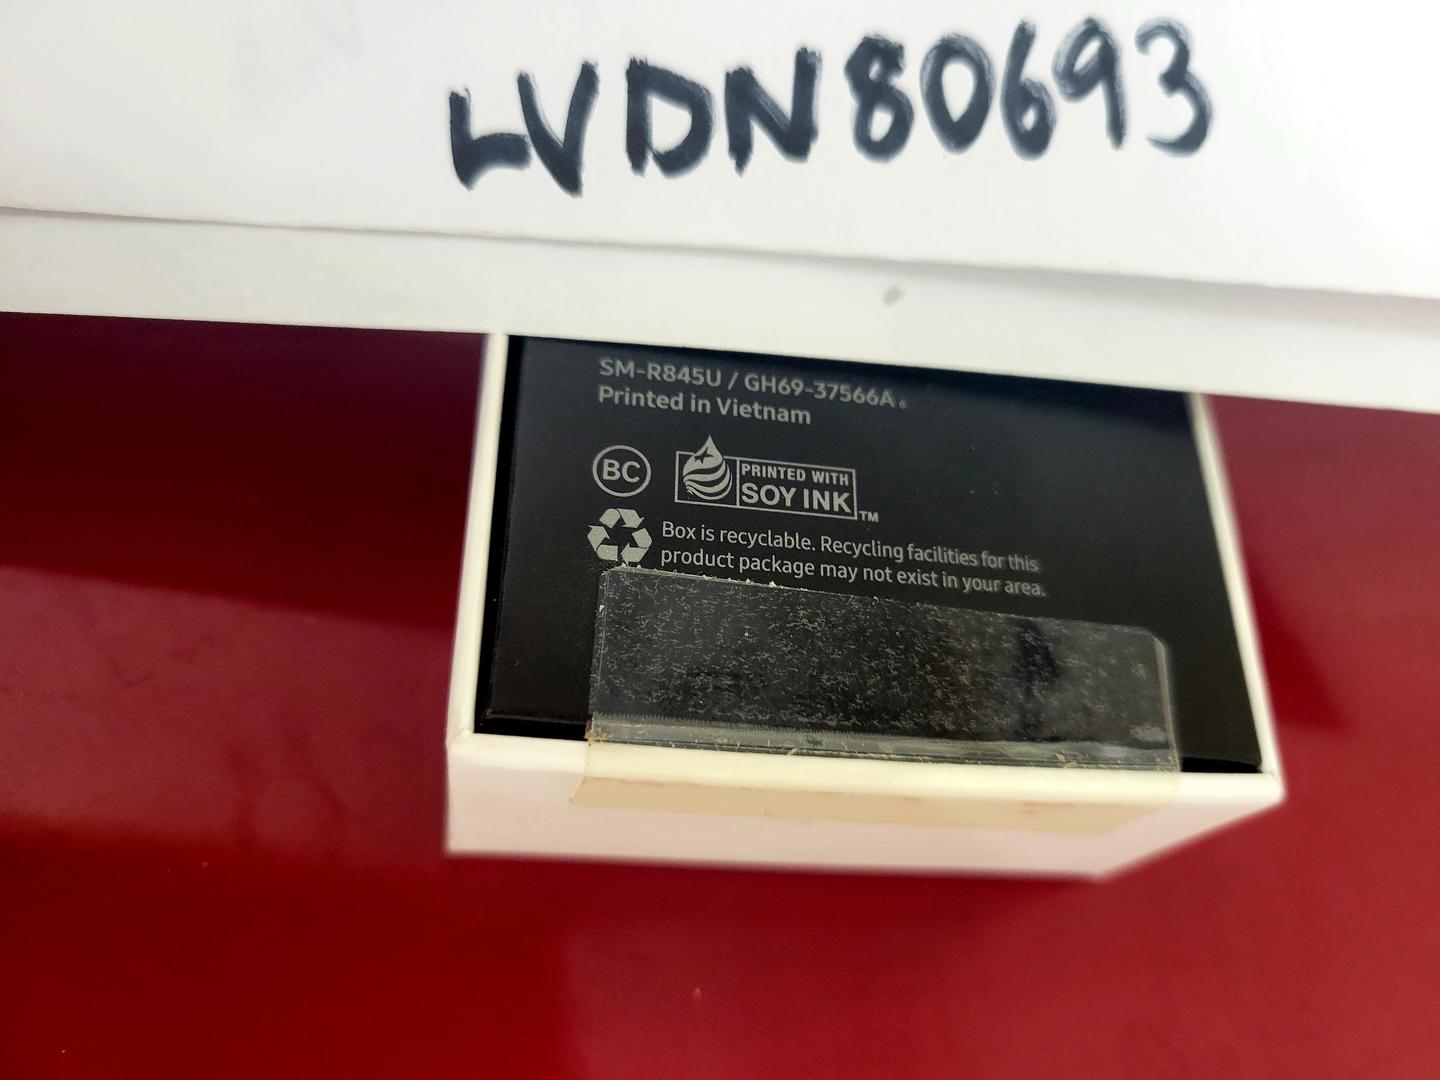 LVDN80693
SM-R845U / GH69-37566A
Printed in Vietnam
BC
PRINTED WITH
SOY INK™
Box is recyclable. Recycling facilities for this
product package may not exist in your area.